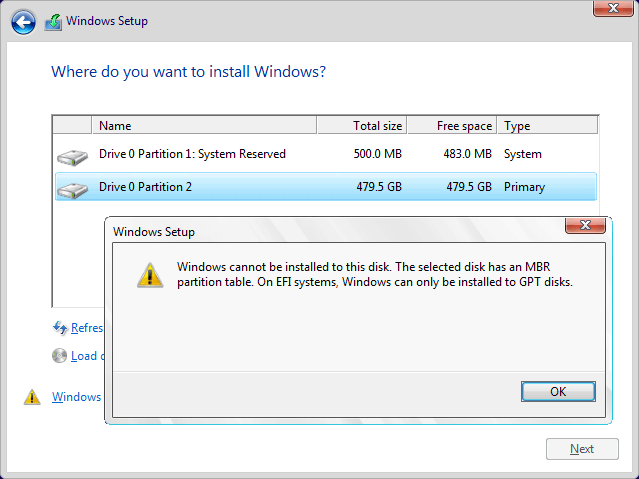 Windows Setup
Where do you want to install Windows?
Name Total size Free space Type
Drive 0 Partition 1: System Reserved 500.0 MB 483.0 MB System
Drive 0 Partition 2 479.5 GB 479.5 GB Primary
Windows Setup
Windows cannot be installed to this disk. The selected disk has an MBR
partition table. On EFI systems, Windows can only be installed to GPT disks.
Refres
Load
OK
Windows
Next